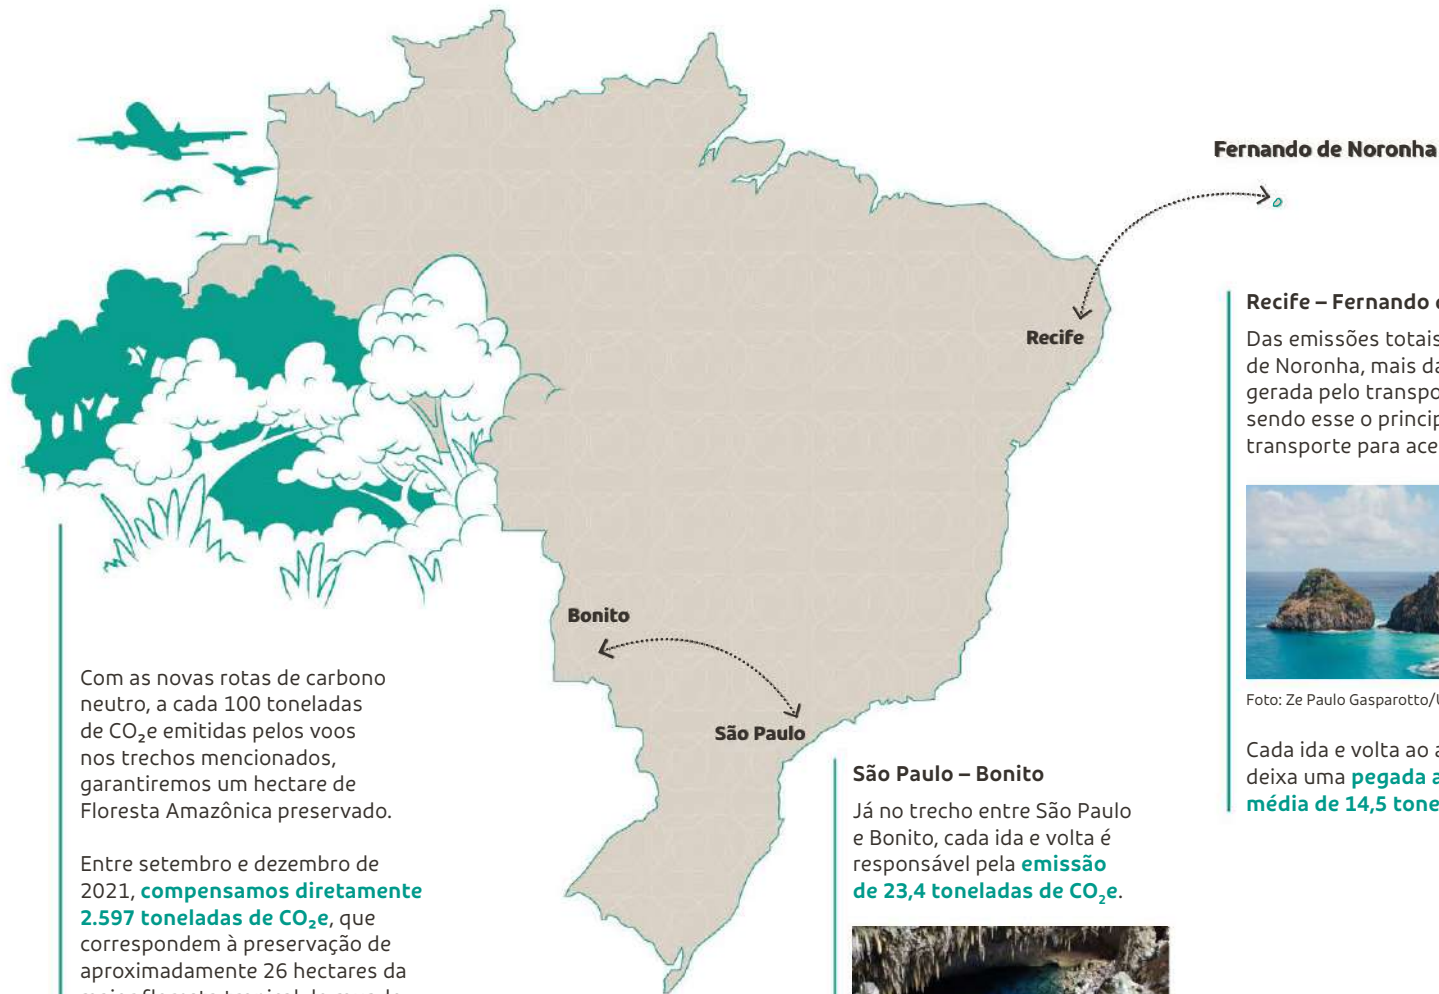 Fernando de Noronha
Recife
Bonito
São Paulo
Com as novas rotas de carbono
neutro, a cada 100 toneladas
de CO₂e emitidas pelos voos
nos trechos mencionados,
garantiremos um hectare de
Floresta Amazônica preservado.
Entre setembro e dezembro de
2021, compensamos diretamente
2.597 toneladas de CO₂e, que
correspondem à preservação de
aproximadamente 26 hectares da
São Paulo – Bonito
Já no trecho entre São Paulo
e Bonito, cada ida e volta é
responsável pela emissão
de 23,4 toneladas de CO₂e.
Recife – Fernando
Das emissões totais
de Noronha, mais da
gerada pelo
sendo esse o
transporte para
Foto: Ze Paulo Gasparotto/
Cada ida e volta ao
deixa uma pegada
média de 14,5